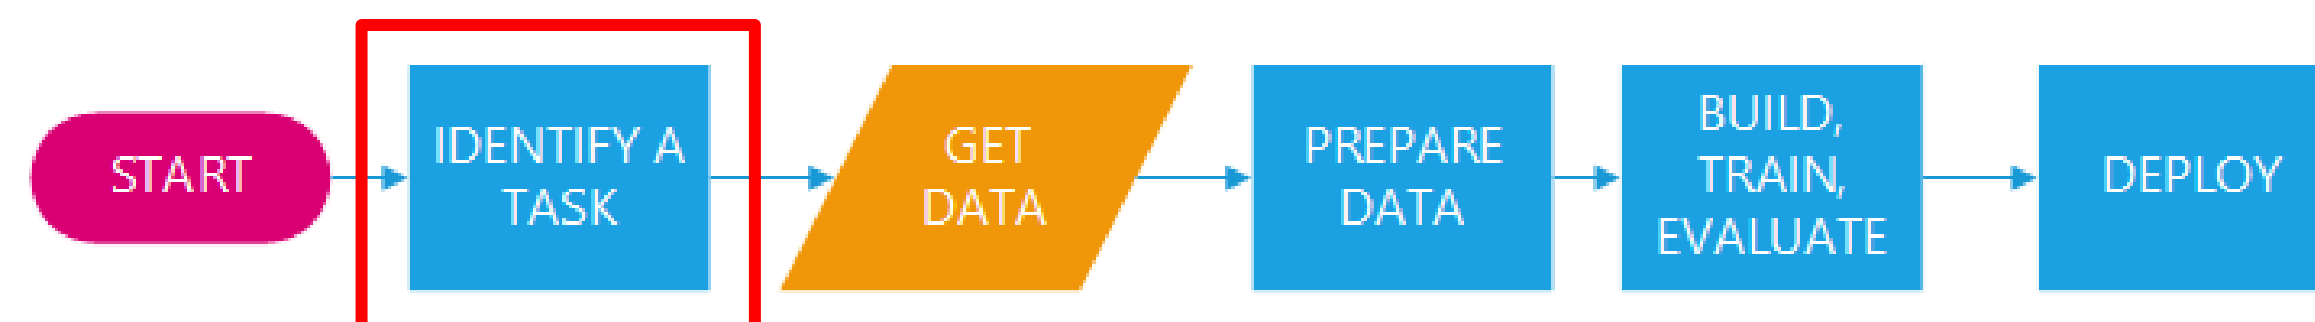 START
IDENTIFY A
TASK
GET
DATA
PREPARE
DATA
BUILD,
TRAIN,
EVALUATE
DEPLOY